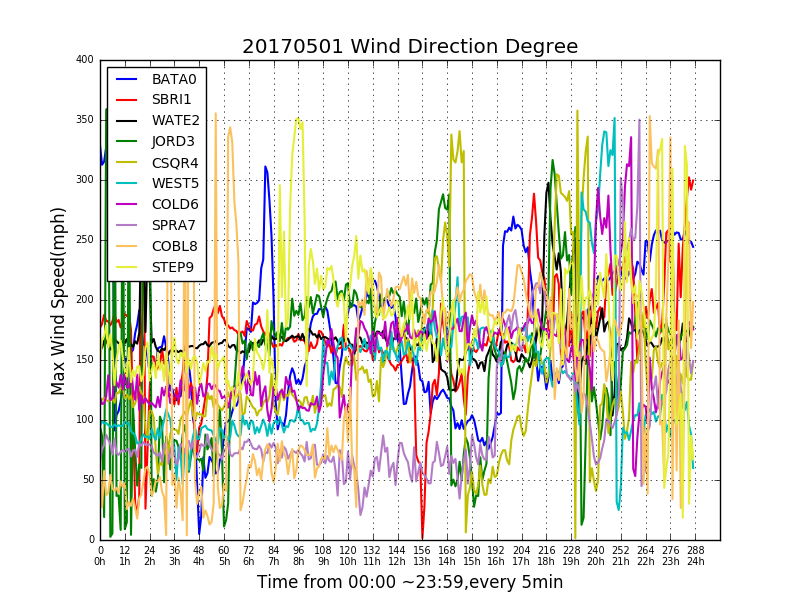 20170501 Wind Direction Degree
Max Wind Speed(mph)
400
350
300
250
200
150
100
50
0
BATA0
SBRI1
WATE2
JORD3
CSQR4
WEST5
COLD6
SPRA7
COBL8
STEP9
0 12 24 36 48 60 72 84 96 108 120 132 144 156 168 180 192 204 216 228 240 252 264 276 288
0h 1h 2h 3h 4h 5h 6h 7h 8h 9h 10h 11h 12h 13h 14h 15h 16h 17h 18h 19h 20h 21h 22h 23h 24h
Time from 00:00 ~23:59,every 5min